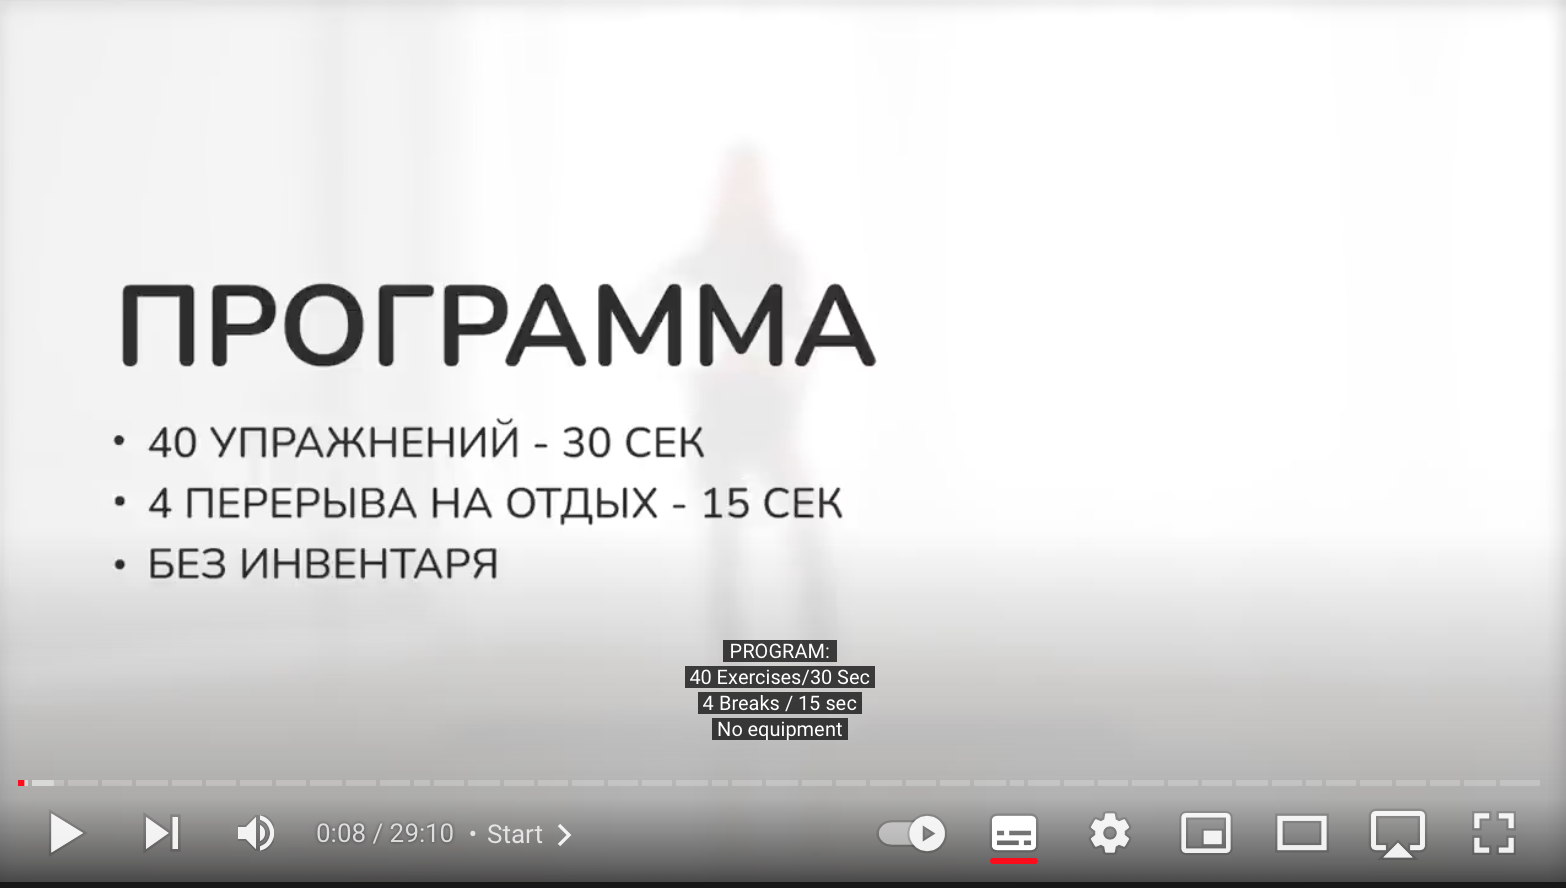 ПРОГРАММА
• 40 УПРАЖНЕНИЙ - 30 СЕК
• 4 ПЕРЕРЫВА НА ОТДЫХ - 15 СЕК
• БЕЗ ИНВЕНТАРЯ
PROGRAM:
40 Exercises/30 Sec
4 Breaks / 15 sec
No equipment
0:08 / 29:10 • Start